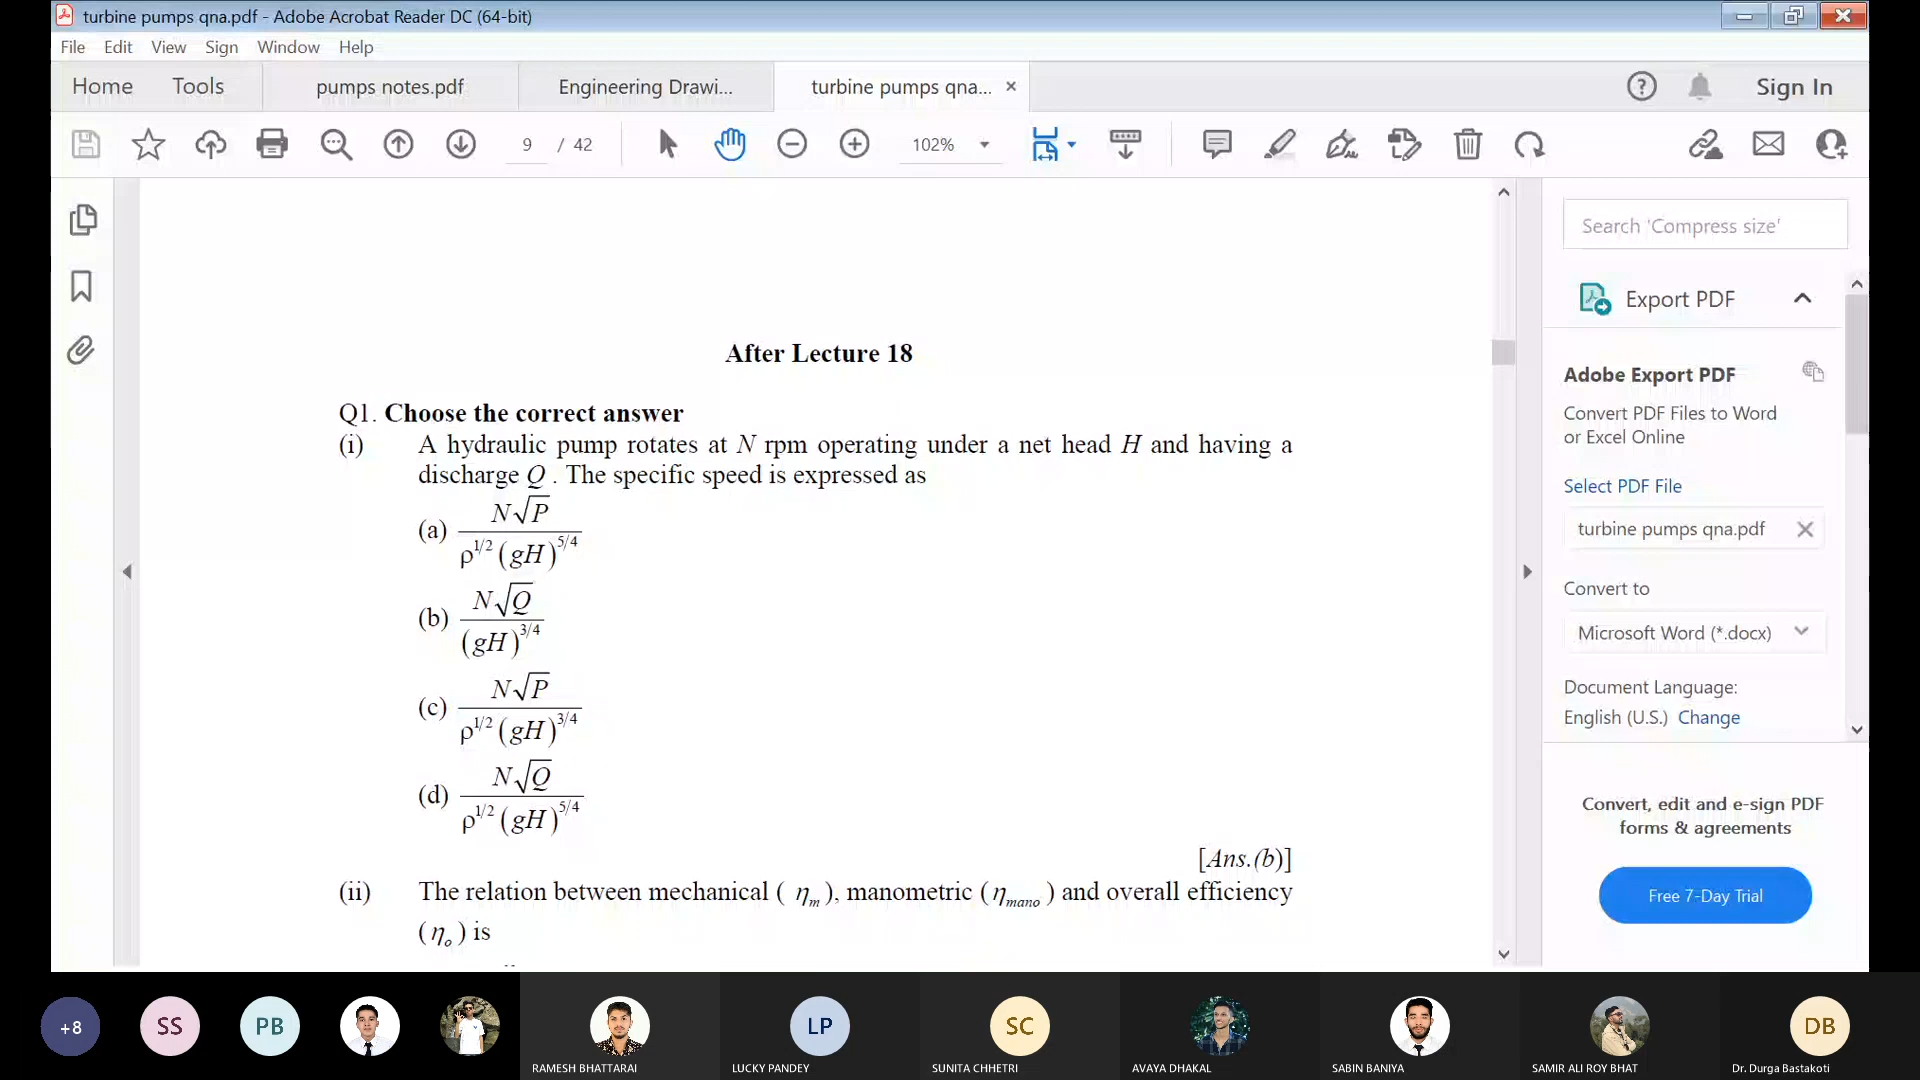 turbine pumps qna.pdf - Adobe Acrobat Reader DC (64-bit)
File Edit View Sign Window Help
Home Tools pumps notes.pdf Engineering Drawi... turbine pumps qna... × Sign In
9 / 42 102%
Search 'Compress size'
Export PDF
Adobe Export PDF
Convert PDF Files to Word
or Excel Online
Select PDF File
turbine pumps qna.pdf
Convert to
Microsoft Word (*.docx)
Document Language:
English (U.S.) Change
Convert, edit and e-sign PDF
forms & agreements
Free 7-Day Trial
After Lecture 18
Q1. Choose the correct answer
(i) A hydraulic pump rotates at N rpm operating under a net head H and having a
discharge Q . The specific speed is expressed as
(a) N√P / ρ^1/2 (gH)^5/4
(b) N√Q / (gH)^3/4
(c) N√P / ρ^1/2 (gH)^3/4
(d) N√Q / ρ^1/2 (gH)^5/4
[Ans.(b)]
(ii) The relation between mechanical ( η_m ), manometric ( η_mano ) and overall efficiency
( η_o ) is
+8 SS PB LP SC DB
RAMESH BHATTARAI LUCKY PANDEY SUNITA CHHETRI AVAYA DHAKAL SABIN BANIYA SAMIR ALI ROY BHAT Dr. Durga Bastakoti